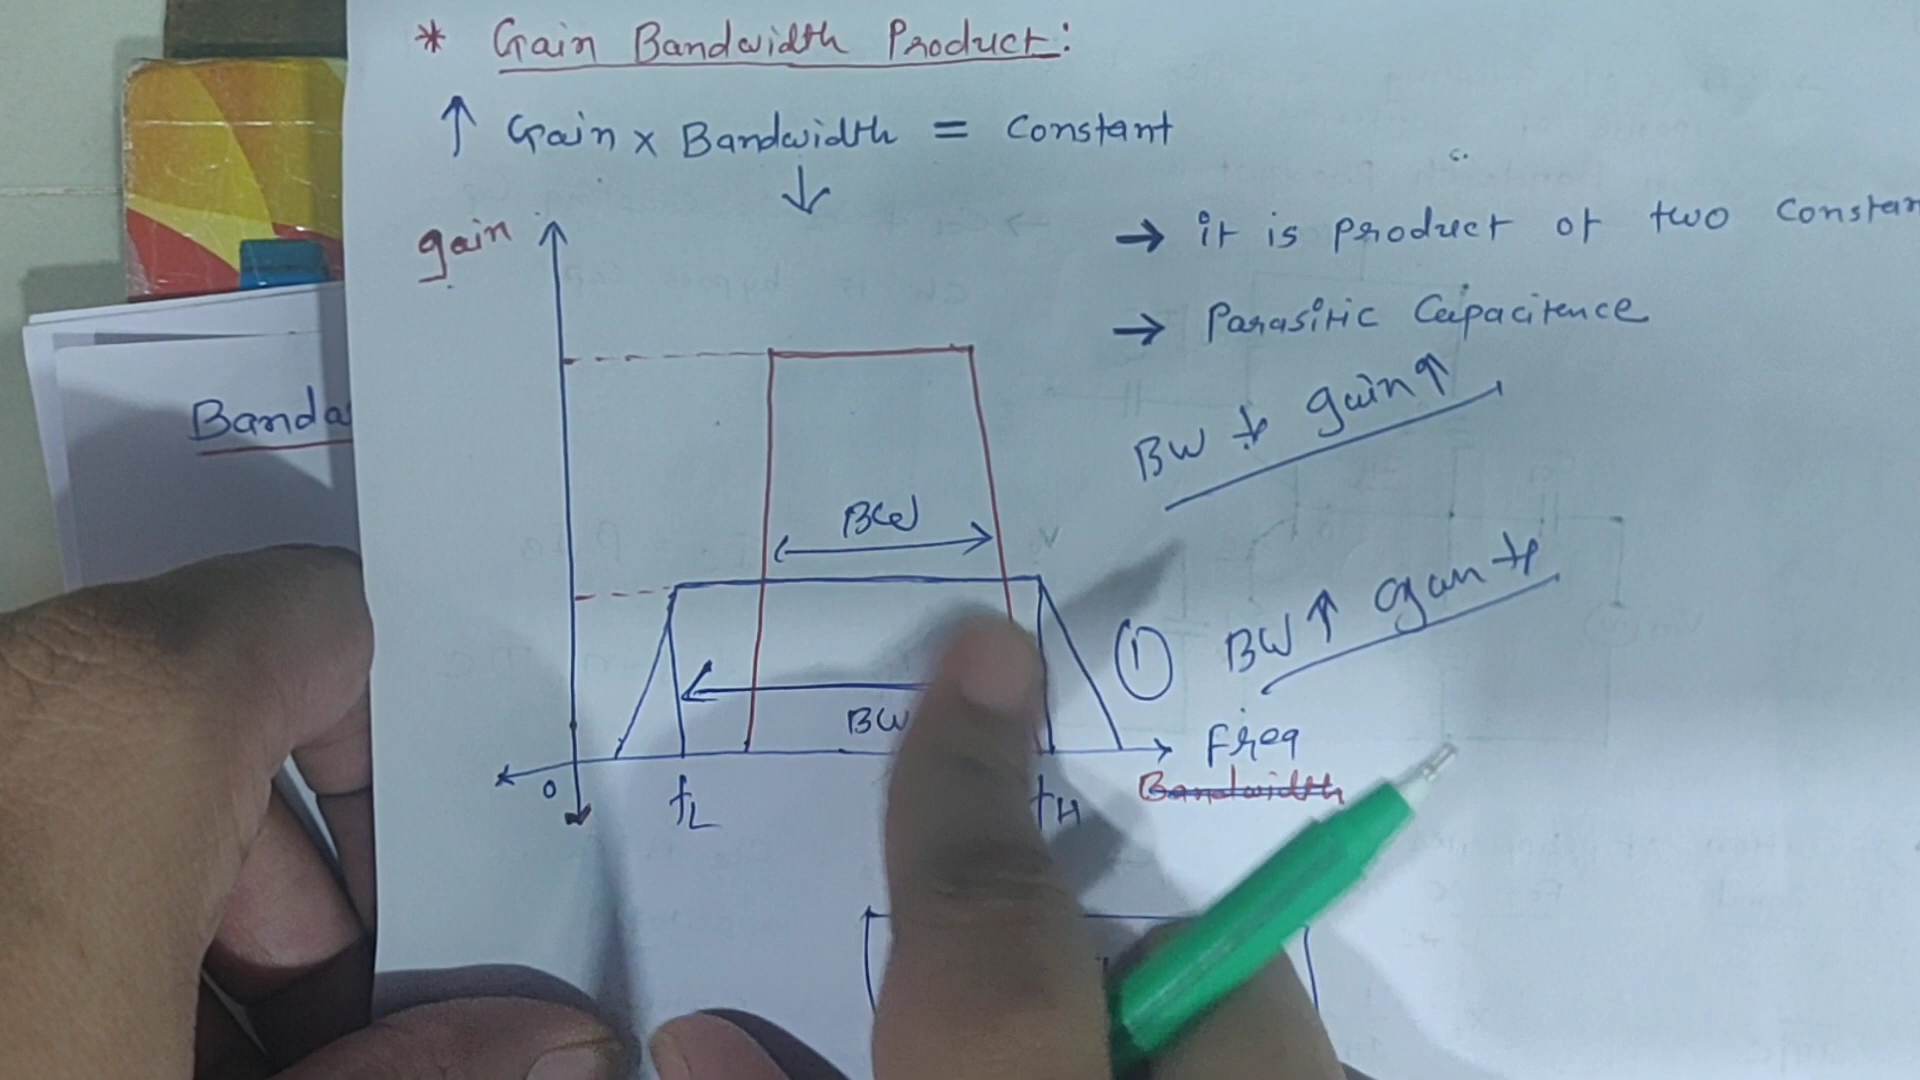 * Gain Bandwidth Product:
↑ Gain x Bandwidth = Constant
↓
gain
→ it is product of two Constan
→ Parasitic Capacitence
Banda
BW ↓ gain↑
BW
① BW ↑ gain ↓
BW
Freq
0
fL
fH
Bandwidth